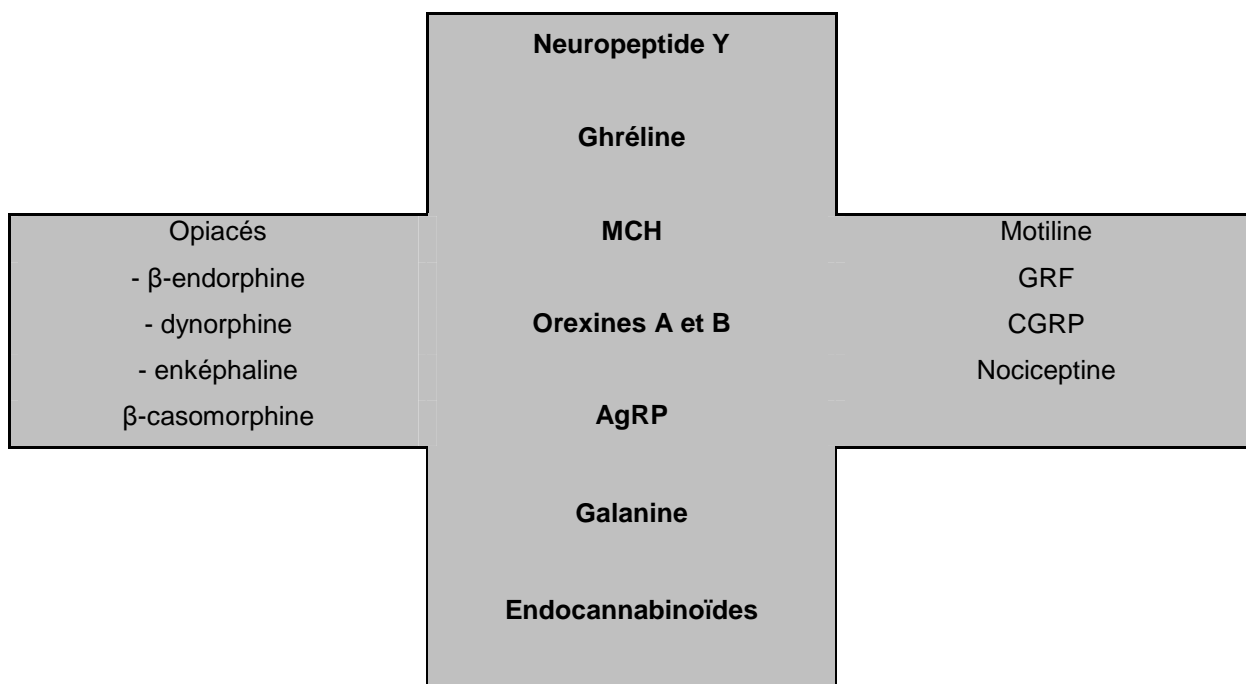 Neuropeptide Y
Ghréline
Opiacés
- β-endorphine
- dynorphine
- enképhaline
β-casomorphine
MCH
Orexines A et B
AgRP
Motiline
GRF
CGRP
Nociceptine
Galanine
Endocannabinoïdes